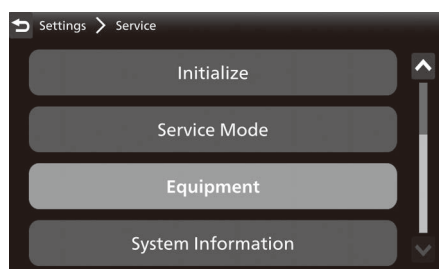 Settings > Service
Initialize
Service Mode
Equipment
System Information